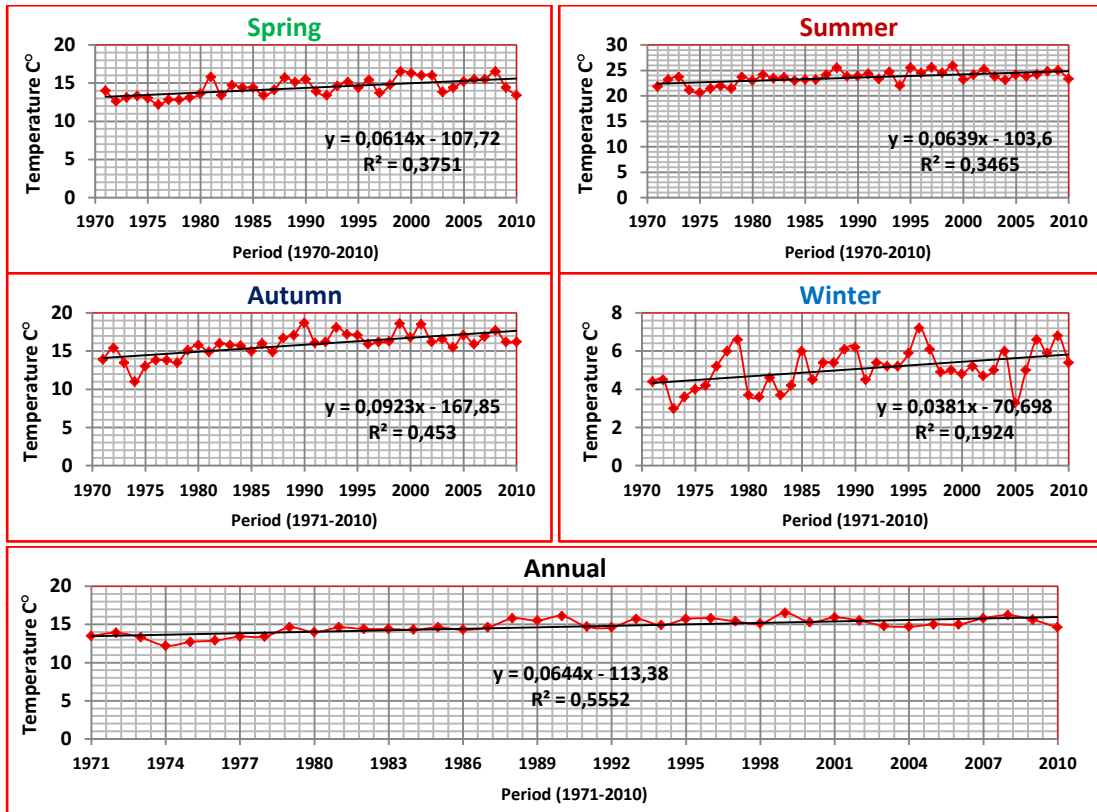 Spring
20
15
10
5
0
Temperature C°
y = 0,0614x - 107,72
R² = 0,3751
1970 1975 1980 1985 1990 1995 2000 2005 2010
Period (1970-2010)
Summer
30
25
20
15
10
5
0
Temperature C°
y = 0,0639x - 103,6
R² = 0,3465
1970 1975 1980 1985 1990 1995 2000 2005 2010
Period (1970-2010)
Autumn
20
15
10
5
0
Temperature C°
y = 0,0923x - 167,85
R² = 0,453
1970 1975 1980 1985 1990 1995 2000 2005 2010
Period (1971-2010)
Winter
8
6
4
2
0
Temperature C°
y = 0,0381x - 70,698
R² = 0,1924
1970 1975 1980 1985 1990 1995 2000 2005 2010
Period (1971-2010)
Annual
20
15
10
5
0
Temperature C°
y = 0,0644x - 113,38
R² = 0,5552
1971 1974 1977 1980 1983 1986 1989 1992 1995 1998 2001 2004 2007 2010
Period (1971-2010)